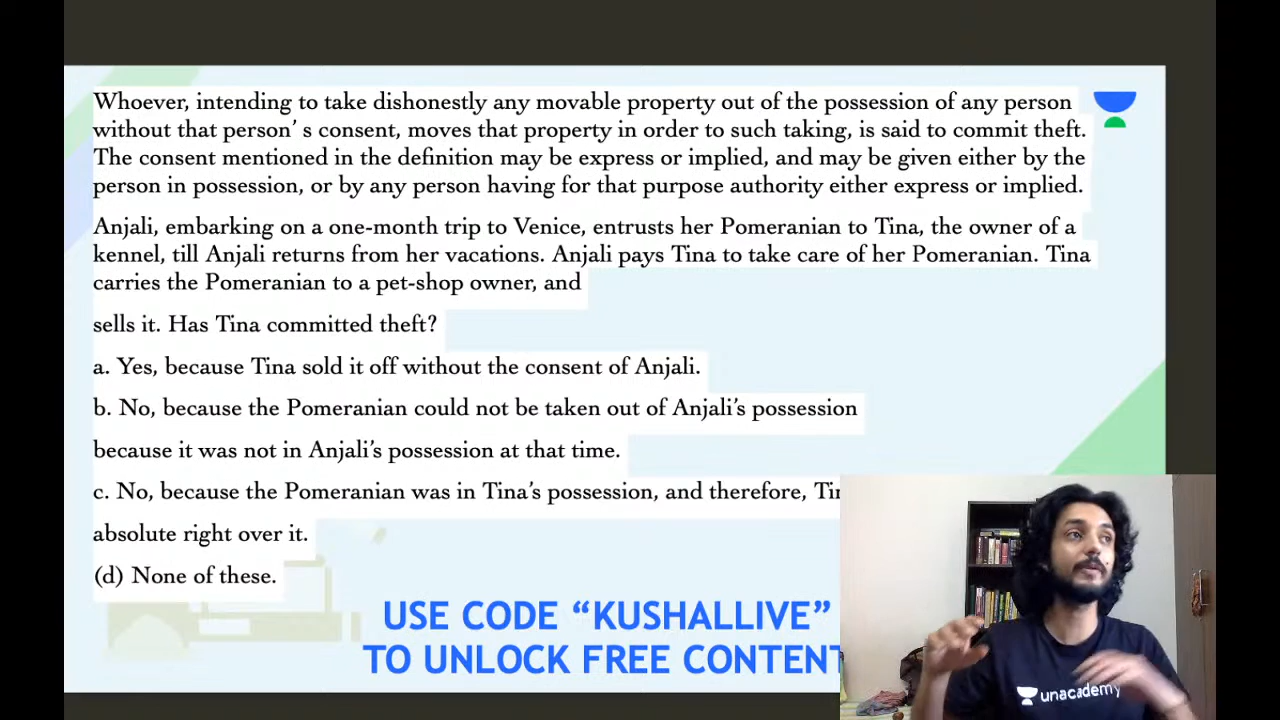 Whoever, intending to take dishonestly any movable property out of the possession of any person
without that person’ s consent, moves that property in order to such taking, is said to commit theft.
The consent mentioned in the definition may be express or implied, and may be given either by the
person in possession, or by any person having for that purpose authority either express or implied.
Anjali, embarking on a one-month trip to Venice, entrusts her Pomeranian to Tina, the owner of a
kennel, till Anjali returns from her vacations. Anjali pays Tina to take care of her Pomeranian. Tina
carries the Pomeranian to a pet-shop owner, and
sells it. Has Tina committed theft?
a. Yes, because Tina sold it off without the consent of Anjali.
b. No, because the Pomeranian could not be taken out of Anjali’s possession
because it was not in Anjali’s possession at that time.
c. No, because the Pomeranian was in Tina’s possession, and therefore,
absolute right over it.
(d) None of these.
USE CODE “KUSHALLIVE”
TO UNLOCK FREE CONTENT
unacademy